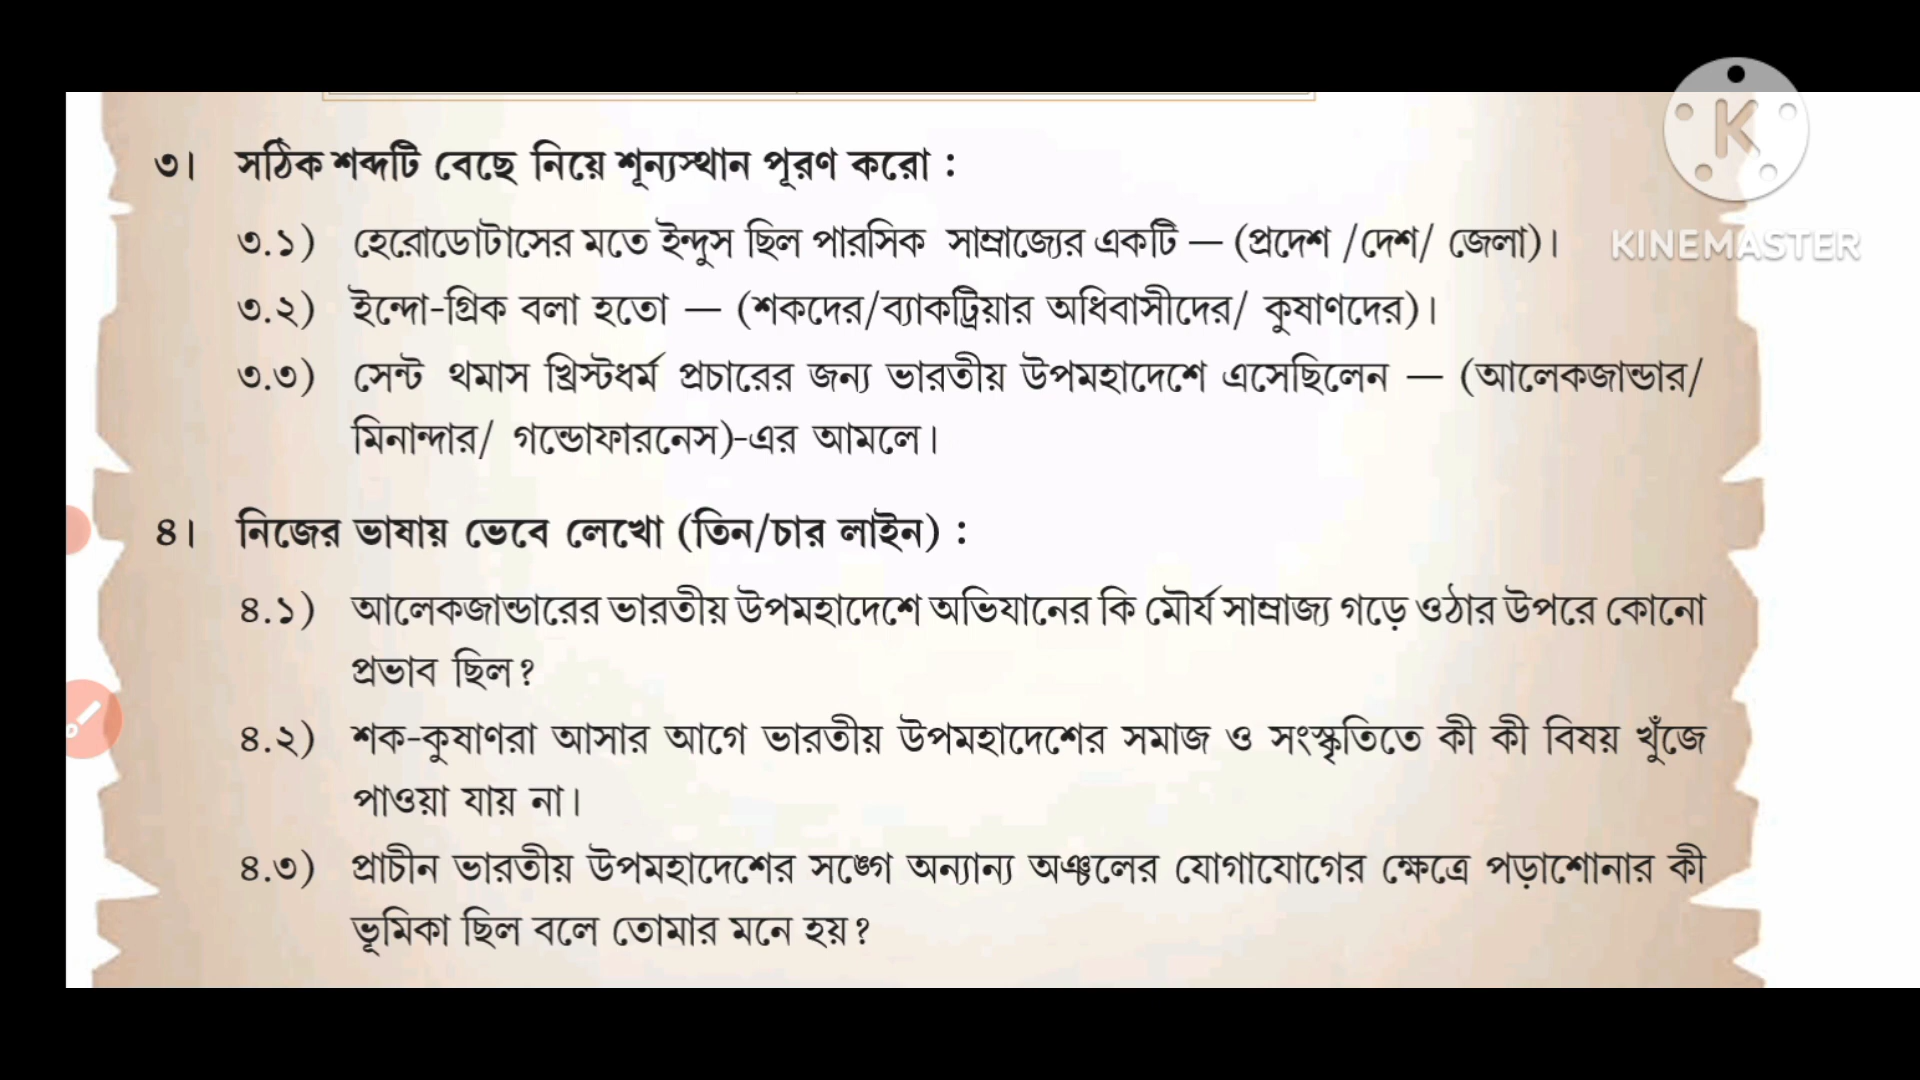 KINEMASTER
৩। সঠিক শব্দটি বেছে নিয়ে শূন্যস্থান পূরণ করো :
৩.১) হেরোডোটাসের মতে ইন্দুস ছিল পারসিক সাম্রাজ্যের একটি — (প্রদেশ /দেশ/ জেলা)।
৩.২) ইন্দো-গ্রিক বলা হতো — (শকদের/ব্যাকট্রিয়ার অধিবাসীদের/ কুষাণদের)।
৩.৩) সেন্ট থমাস খ্রিস্টধর্ম প্রচারের জন্য ভারতীয় উপমহাদেশে এসেছিলেন — (আলেকজান্ডার/
মিনান্দার/ গন্ডোফারনেস)-এর আমলে।
৪। নিজের ভাষায় ভেবে লেখো (তিন/চার লাইন) :
৪.১) আলেকজান্ডারের ভারতীয় উপমহাদেশে অভিযানের কি মৌর্য সাম্রাজ্য গড়ে ওঠার উপরে কোনো
প্রভাব ছিল?
৪.২) শক-কুষাণরা আসার আগে ভারতীয় উপমহাদেশের সমাজ ও সংস্কৃতিতে কী কী বিষয় খুঁজে
পাওয়া যায় না।
৪.৩) প্রাচীন ভারতীয় উপমহাদেশের সঙ্গে অন্যান্য অঞ্চলের যোগাযোগের ক্ষেত্রে পড়াশোনার কী
ভূমিকা ছিল বলে তোমার মনে হয়?